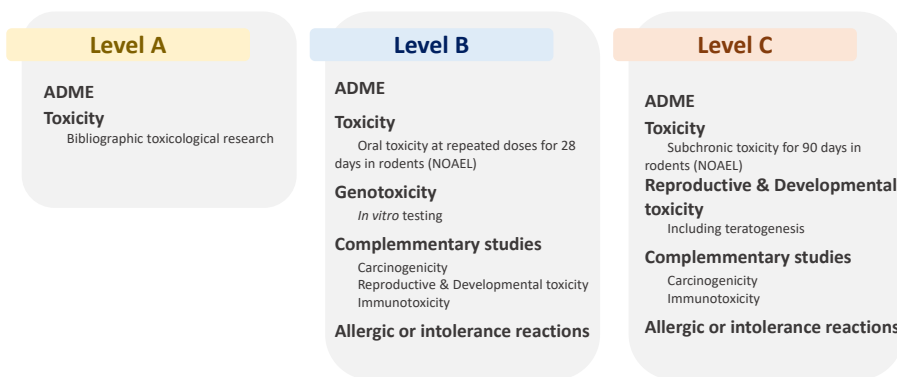 Level A
ADME
Toxicity
Bibliographic toxicological research
Level B
ADME
Toxicity
Oral toxicity at repeated doses for 28
days in rodents (NOAEL)
Genotoxicity
In vitro testing
Complemmentary studies
Carcinogenicity
Reproductive & Developmental toxicity
Immunotoxicity
Allergic or intolerance reactions
Level C
ADME
Toxicity
Subchronic toxicity for 90 days in
rodents (NOAEL)
Reproductive & Developmental
toxicity
Including teratogenesis
Complemmentary studies
Carcinogenicity
Immunotoxicity
Allergic or intolerance reactions